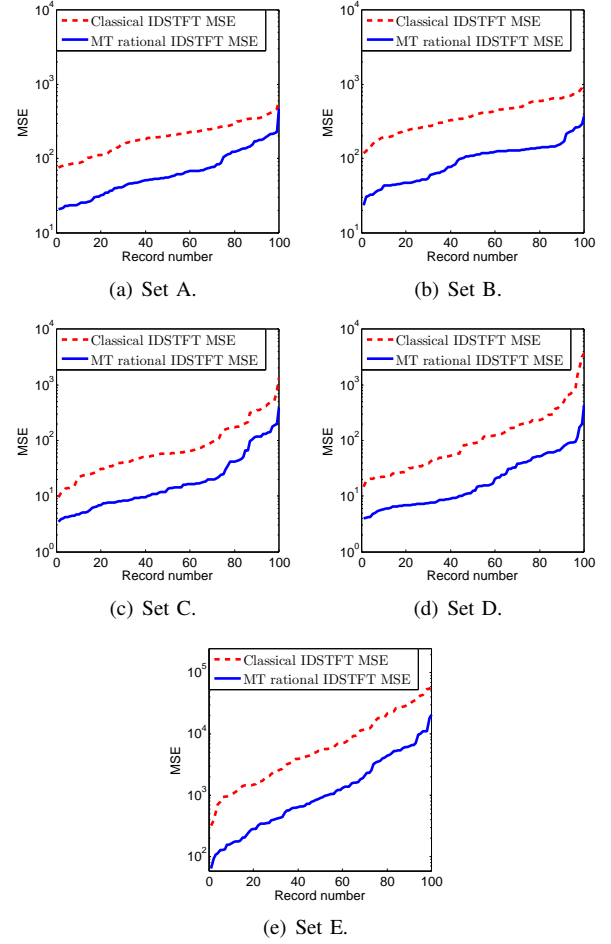 Classical IDSTFT MSE
MT rational IDSTFT MSE
10^4
10^3
10^2
10^1
MSE
0 20 40 60 80 100
Record number
(a) Set A.
Classical IDSTFT MSE
MT rational IDSTFT MSE
10^4
10^3
10^2
10^1
MSE
0 20 40 60 80 100
Record number
(b) Set B.
Classical IDSTFT MSE
MT rational IDSTFT MSE
10^4
10^3
10^2
10^1
10^0
MSE
0 20 40 60 80 100
Record number
(c) Set C.
Classical IDSTFT MSE
MT rational IDSTFT MSE
10^4
10^3
10^2
10^1
10^0
MSE
0 20 40 60 80 100
Record number
(d) Set D.
Classical IDSTFT MSE
MT rational IDSTFT MSE
10^5
10^4
10^3
10^2
MSE
0 20 40 60 80 100
Record number
(e) Set E.